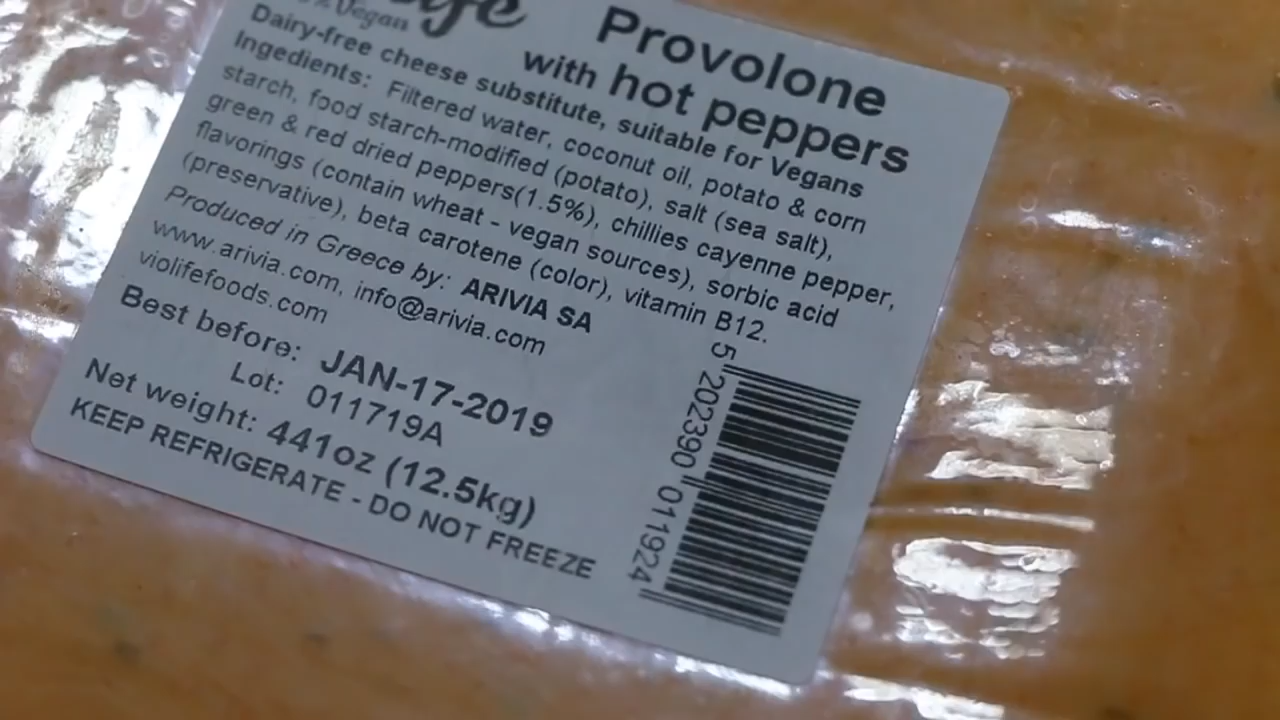 Vegan
Provolone
with hot peppers
Dairy-free cheese substitute, suitable for Vegans
Ingedients: Filtered water, coconut oil, potato & corn
starch, food starch-modified (potato), salt (sea salt),
green & red dried peppers(1.5%), chillies cayenne pepper,
flavorings (contain wheat - vegan sources), sorbic acid
(preservative), beta carotene (color), vitamin B12.
Produced in Greece by: ARIVIA SA
www.arivia.com, info@arivia.com
violifefoods.com
Best before: JAN-17-2019
Lot: 011719A
Net weight: 441oz (12.5kg)
KEEP REFRIGERATE - DO NOT FREEZE
5 202390 011924